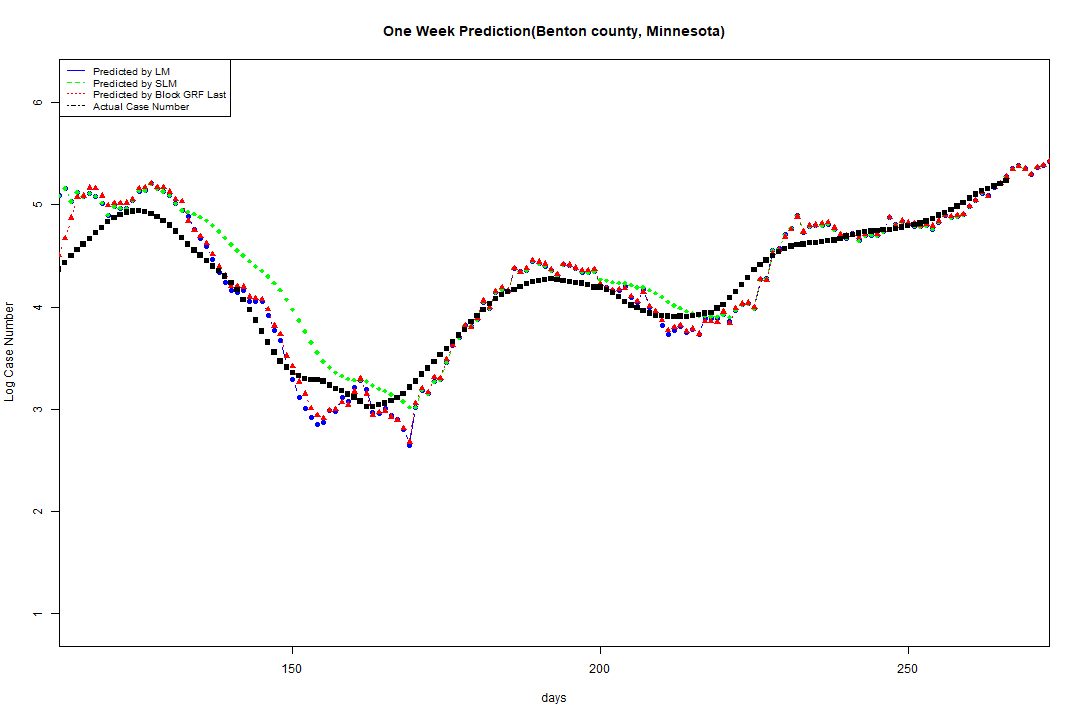 One Week Prediction(Benton county, Minnesota)
Predicted by LM
Predicted by SLM
Predicted by Block GRF Last
Actual Case Number
6
5
4
3
2
1
Log Case Number
150 200 250
days